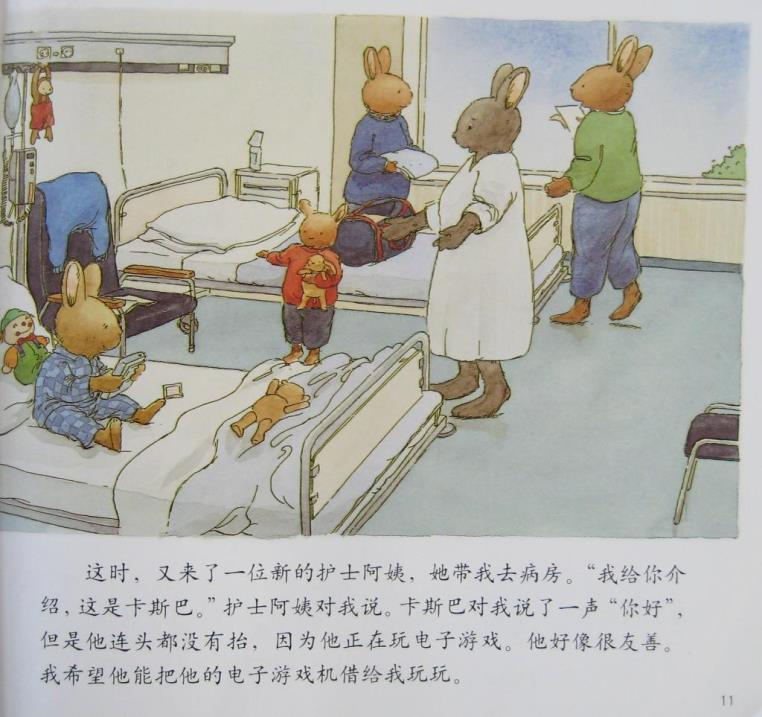 这时，又来了一位新的护士阿姨，她带我去病房。“我给你介
绍，这是卡斯巴。”护士阿姨对我说。卡斯巴对我说了一声“你好”，
但是他连头都没有抬，因为他正在玩电子游戏。他好像很友善。
我希望他能把他的电子游戏机借给我玩玩。
11